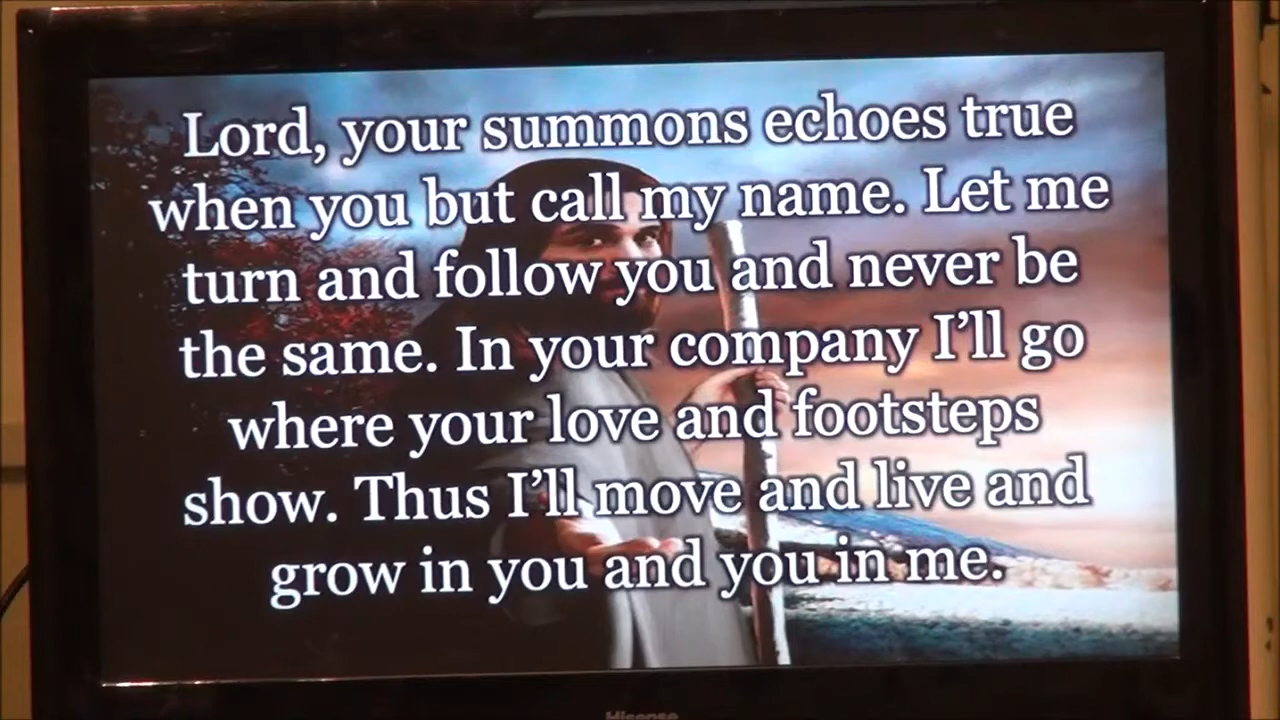 Lord, your summons echoes true
when you but call my name. Let me
turn and follow you and never be
the same. In your company I’ll go
where your love and footsteps
show. Thus I’ll move and live and
grow in you and you in me.
Hisense